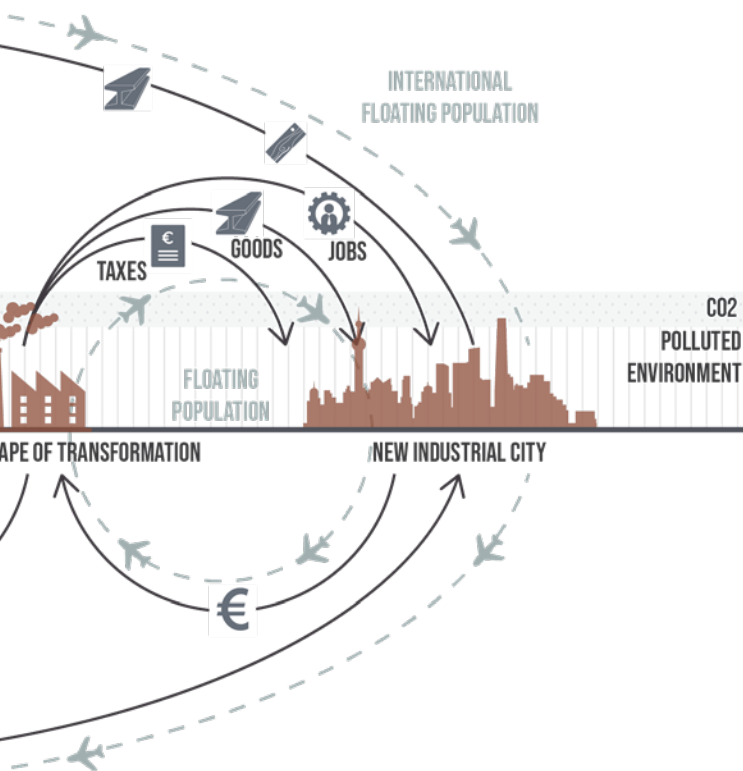 INTERNATIONAL
FLOATING POPULATION
€
GOODS
JOBS
TAXES
CO2
POLLUTED
ENVIRONMENT
FLOATING
POPULATION
APE OF TRANSFORMATION
NEW INDUSTRIAL CITY
€